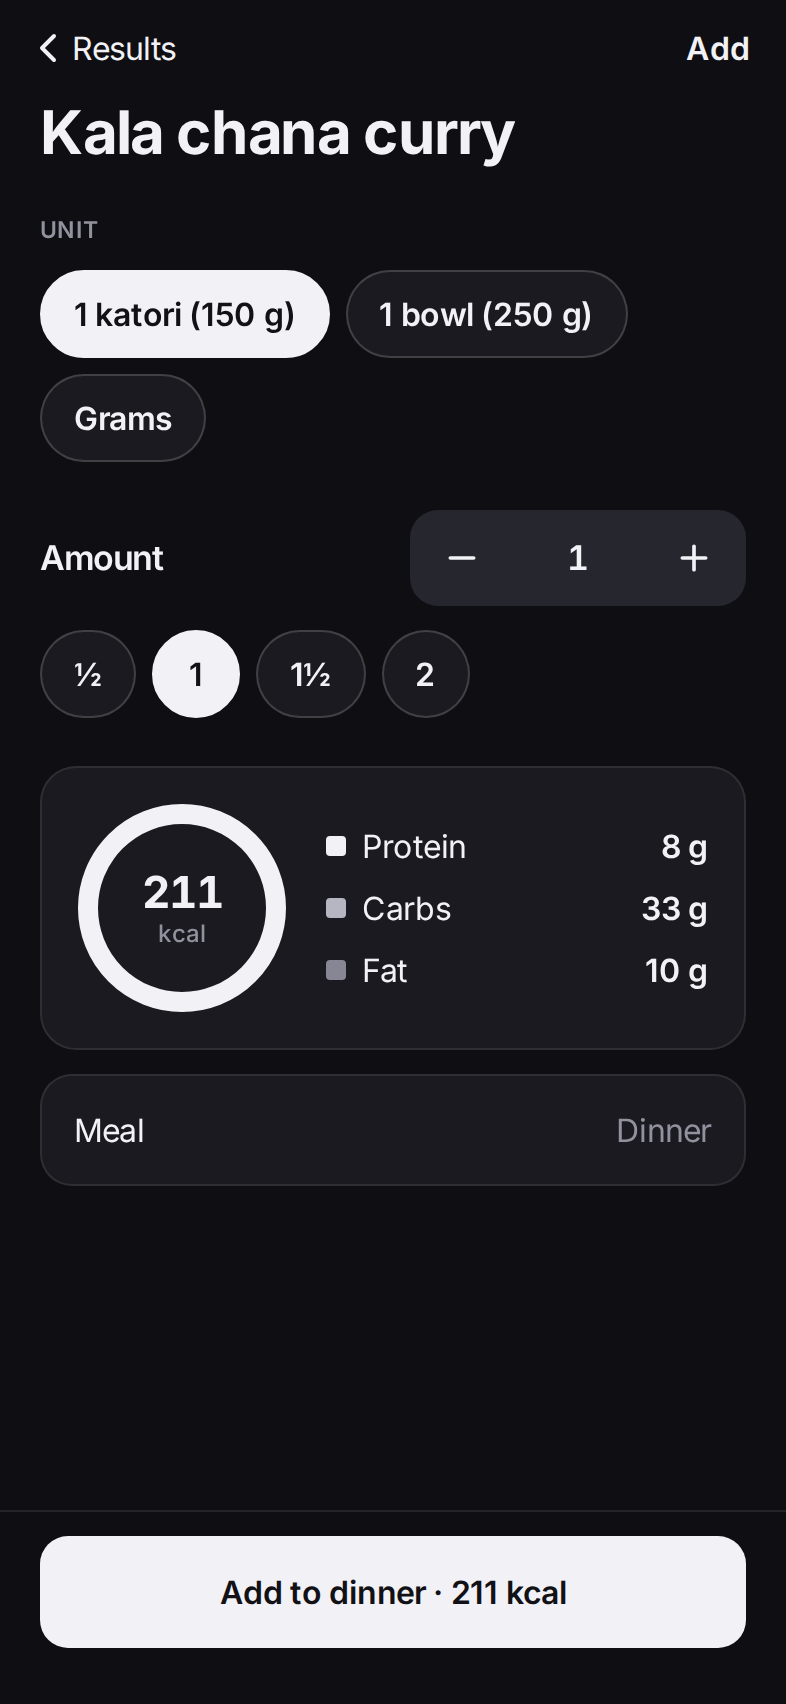 Results
Add
Kala chana curry
UNIT
1 katori (150 g)
1 bowl (250 g)
Grams
Amount
− 1 +
½
1
1½
2
211
kcal
Protein 8 g
Carbs 33 g
Fat 10 g
Meal Dinner
Add to dinner · 211 kcal